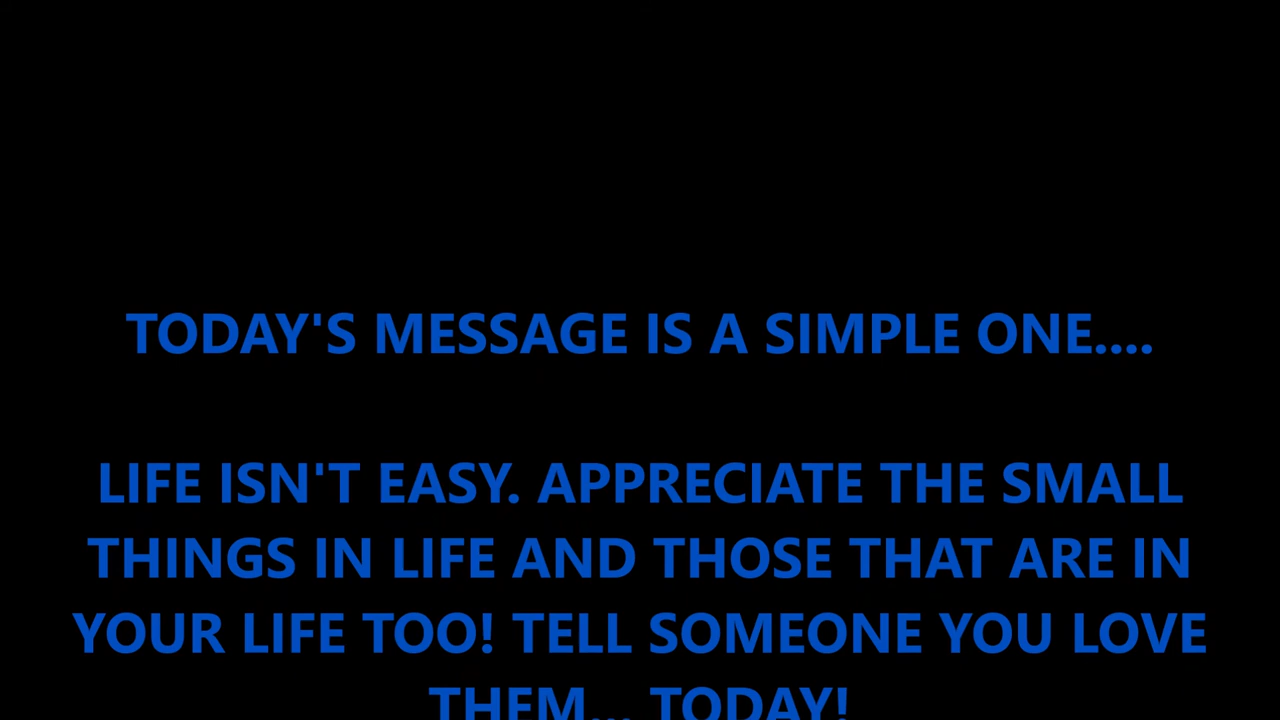 TODAY'S MESSAGE IS A SIMPLE ONE....
LIFE ISN'T EASY. APPRECIATE THE SMALL
THINGS IN LIFE AND THOSE THAT ARE IN
YOUR LIFE TOO! TELL SOMEONE YOU LOVE
THEM... TODAY!